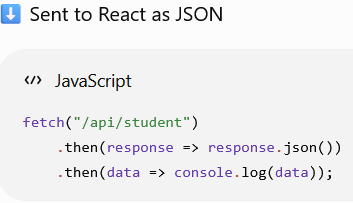 ⬇️ Sent to React as JSON
</> JavaScript
fetch("/api/student")
    .then(response => response.json())
    .then(data => console.log(data));